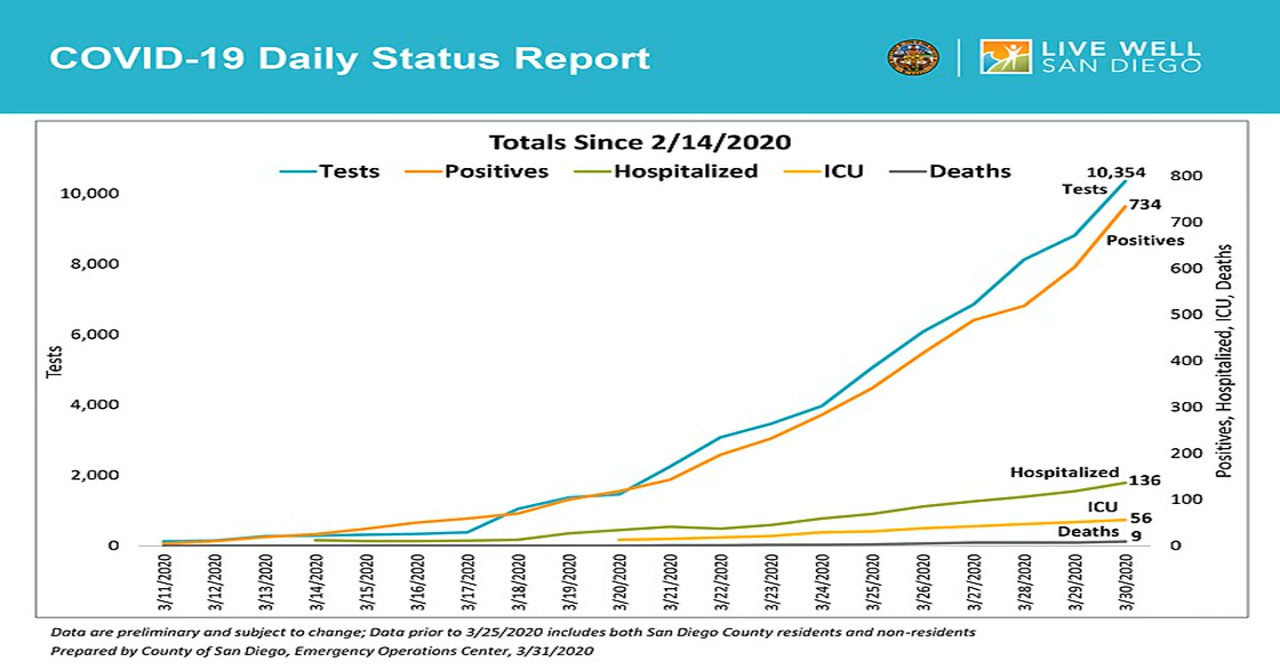 COVID-19 Daily Status Report
LIVE WELL
SAN DIEGO
Totals Since 2/14/2020
Tests Positives Hospitalized ICU Deaths
10,354
Tests
734
Positives
Hospitalized
136
ICU
56
Deaths
9
Tests
10,000
8,000
6,000
4,000
2,000
0
800
700
600
500
400
300
200
100
0
Positives, Hospitalized, ICU, Deaths
3/11/2020
3/12/2020
3/13/2020
3/14/2020
3/15/2020
3/16/2020
3/17/2020
3/18/2020
3/19/2020
3/20/2020
3/21/2020
3/22/2020
3/23/2020
3/24/2020
3/25/2020
3/26/2020
3/27/2020
3/28/2020
3/29/2020
3/30/2020
Data are preliminary and subject to change; Data prior to 3/25/2020 includes both San Diego County residents and non-residents
Prepared by County of San Diego, Emergency Operations Center, 3/31/2020